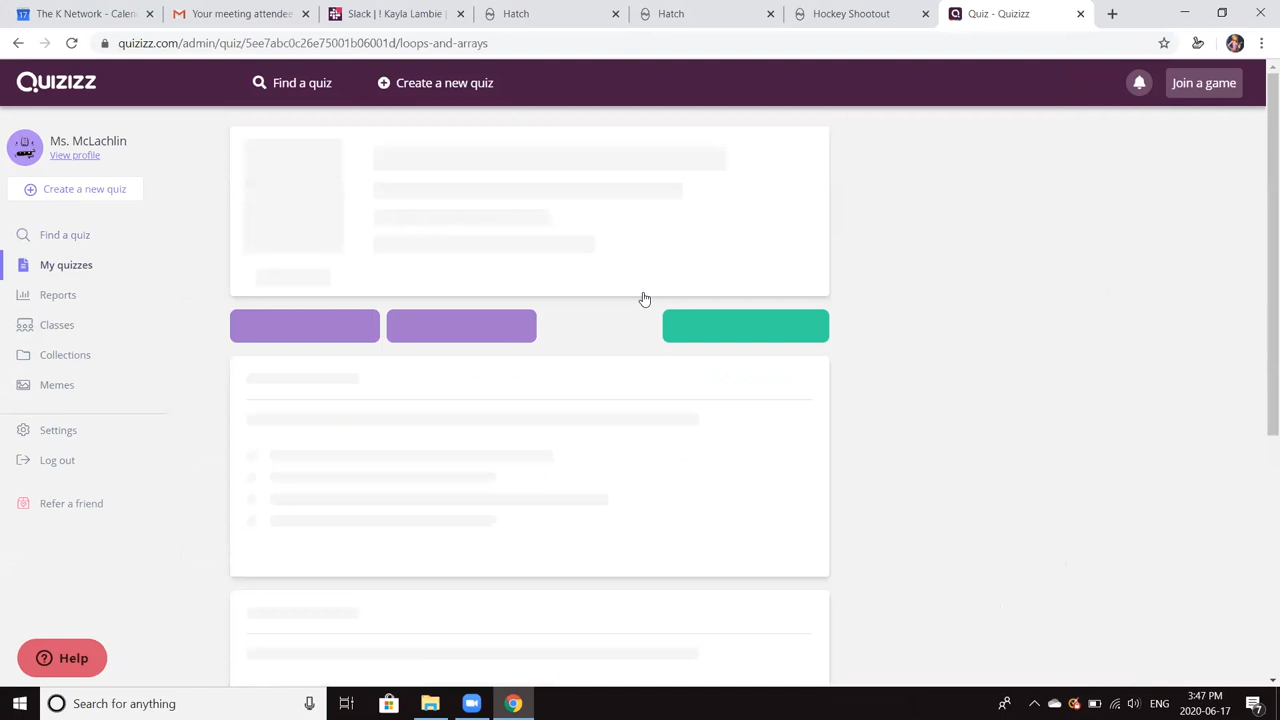 The K Network - Calen
Your meeting attendee
Slack | ! Kayla Lambie |
Hatch
Hatch
Hockey Shootout
Quiz - Quizizz
quizizz.com/admin/quiz/5ee7abc0c26e75001b06001d/loops-and-arrays
QUIZIZZ
Find a quiz
Create a new quiz
Join a game
Ms. McLachlin
View profile
Create a new quiz
Find a quiz
My quizzes
Reports
Classes
Collections
Memes
Settings
Log out
Refer a friend
Help
Search for anything
ENG
3:47 PM
2020-06-17
7